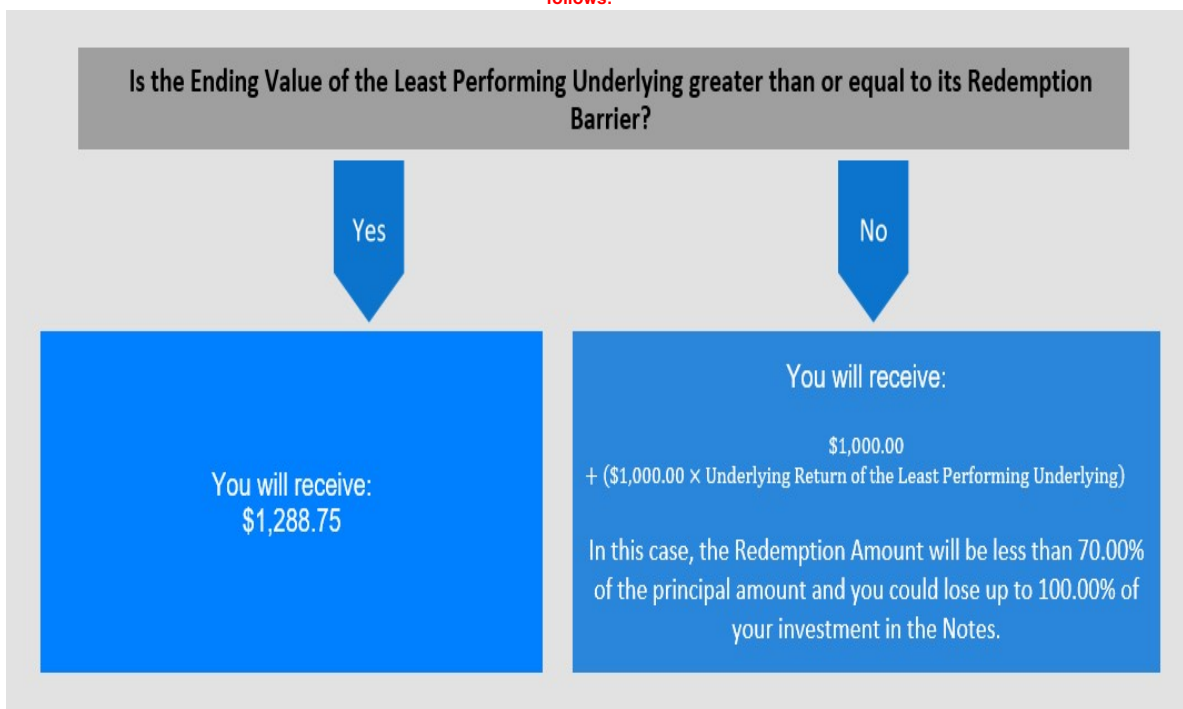 follows:
Is the Ending Value of the Least Performing Underlying greater than or equal to its Redemption
Barrier?
Yes
No
You will receive:
$1,288.75
You will receive:
$1,000.00
+ ($1,000.00 × Underlying Return of the Least Performing Underlying)
In this case, the Redemption Amount will be less than 70.00%
of the principal amount and you could lose up to 100.00% of
your investment in the Notes.